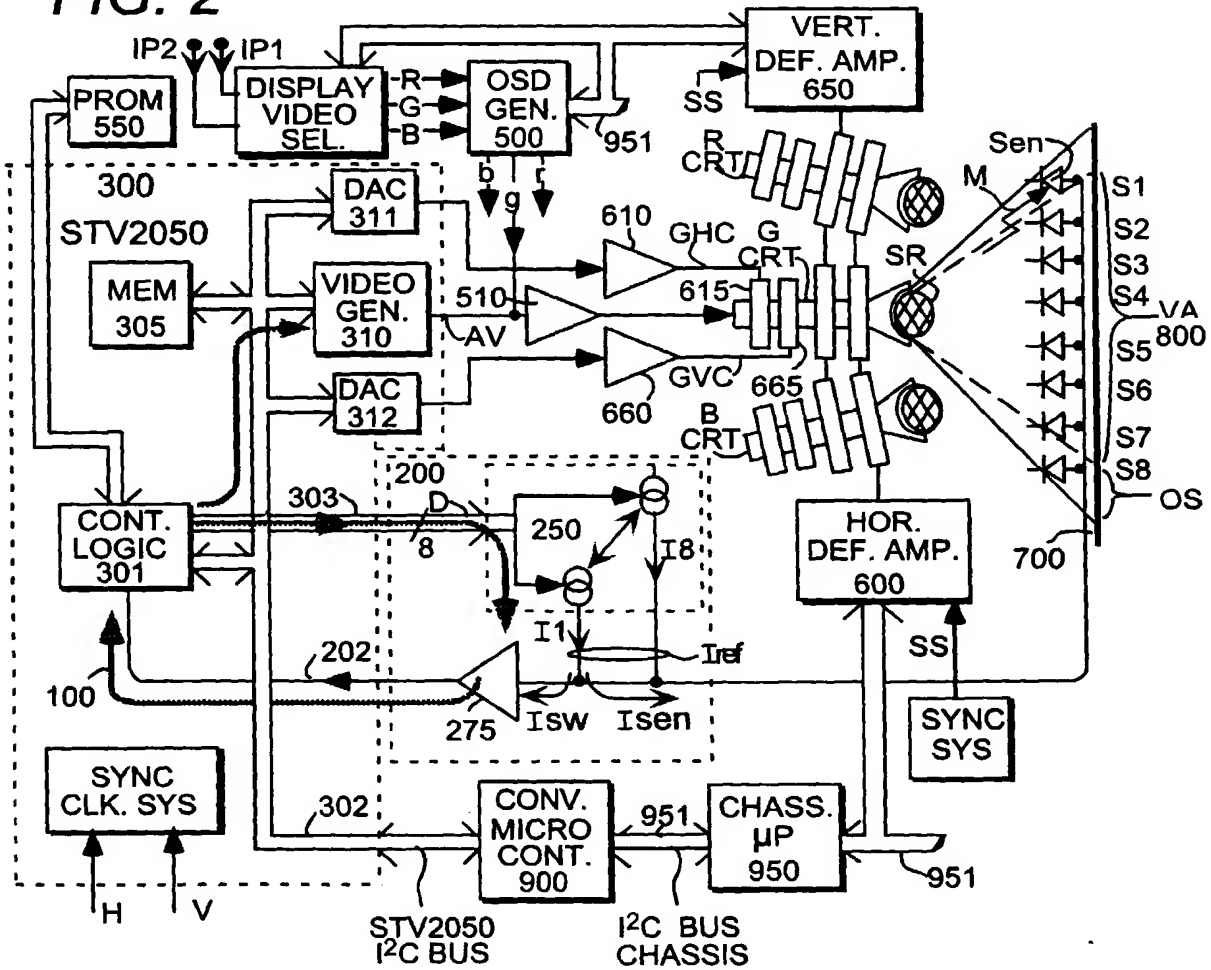 FIG. 2
IP2
IP1
PROM
550
DISPLAY
VIDEO
SEL.
R
G
B
OSD
GEN.
500
951
b
g
r
VERT.
DEF. AMP.
650
SS
300
STV2050
MEM
305
DAC
311
VIDEO
GEN.
310
DAC
312
AV
510
610
GHC
660
GVC
615
665
R
CRT
G
CRT
B
CRT
SR
M
Sen
S1
S2
S3
S4
S5
S6
S7
S8
VA
800
OS
700
CONT.
LOGIC
301
303
D
8
200
250
I8
I1
Iref
Isw
Isen
275
202
100
HOR.
DEF. AMP.
600
SS
SYNC
SYS
SYNC
CLK. SYS
H
V
302
CONV.
MICRO
CONT.
900
951
CHASS.
µP
950
951
STV2050
I²C BUS
I²C BUS
CHASSIS